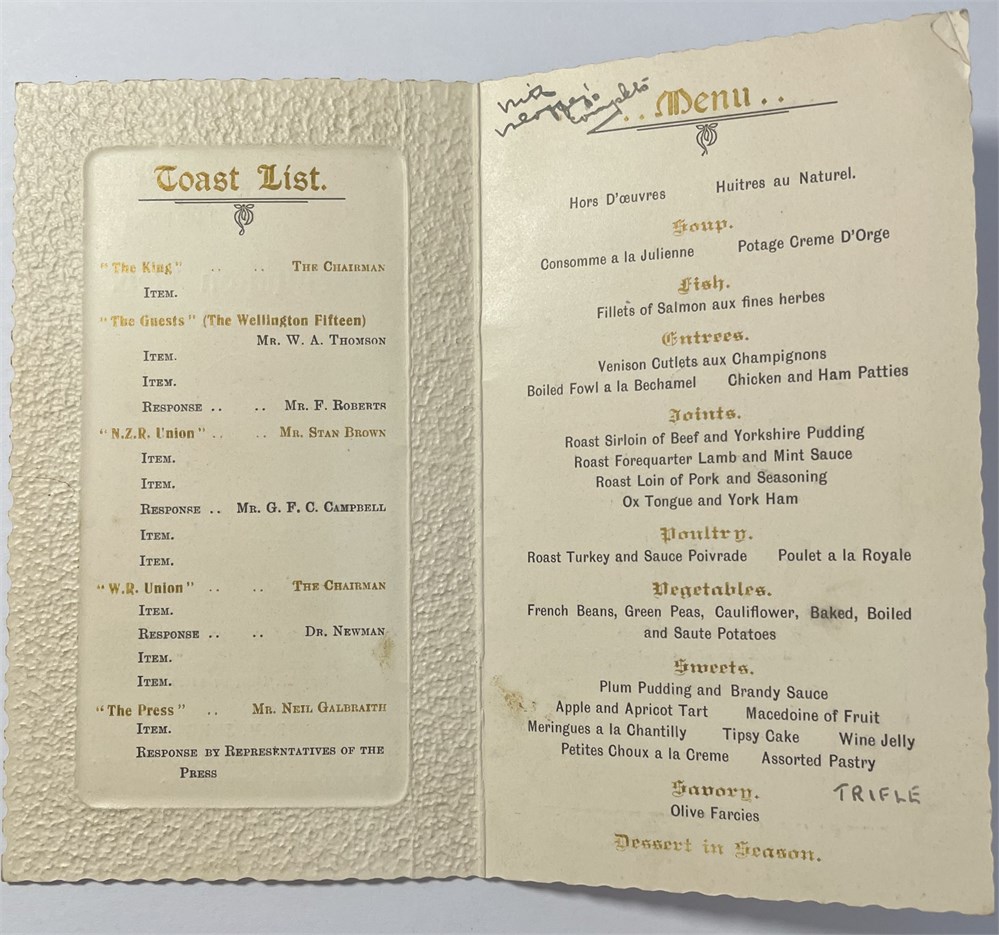 Toast List.
"The King" .. .. THE CHAIRMAN
ITEM.
"The Guests" (The Wellington Fifteen)
MR. W. A. THOMSON
ITEM.
ITEM.
RESPONSE .. .. MR. F. ROBERTS
"N.Z.R. Union" .. .. MR. STAN BROWN
ITEM.
ITEM.
RESPONSE .. MR. G. F. C. CAMPBELL
ITEM.
ITEM.
"W.R. Union" .. .. THE CHAIRMAN
ITEM.
RESPONSE .. .. DR. NEWMAN
ITEM.
ITEM.
"The Press" .. MR. NEIL GALBRAITH
ITEM.
RESPONSE BY REPRESENTATIVES OF THE
PRESS
with
compts
..Menu..
Hors D'œuvres Huitres au Naturel.
Soup.
Consomme a la Julienne Potage Creme D'Orge
Fish.
Fillets of Salmon aux fines herbes
Entrees.
Venison Cutlets aux Champignons
Boiled Fowl a la Bechamel Chicken and Ham Patties
Joints.
Roast Sirloin of Beef and Yorkshire Pudding
Roast Forequarter Lamb and Mint Sauce
Roast Loin of Pork and Seasoning
Ox Tongue and York Ham
Poultry.
Roast Turkey and Sauce Poivrade Poulet a la Royale
Vegetables.
French Beans, Green Peas, Cauliflower, Baked, Boiled
and Saute Potatoes
Sweets.
Plum Pudding and Brandy Sauce
Apple and Apricot Tart Macedoine of Fruit
Meringues a la Chantilly Tipsy Cake Wine Jelly
Petites Choux a la Creme Assorted Pastry
Savory. TRIFLE
Olive Farcies
Dessert in Season.